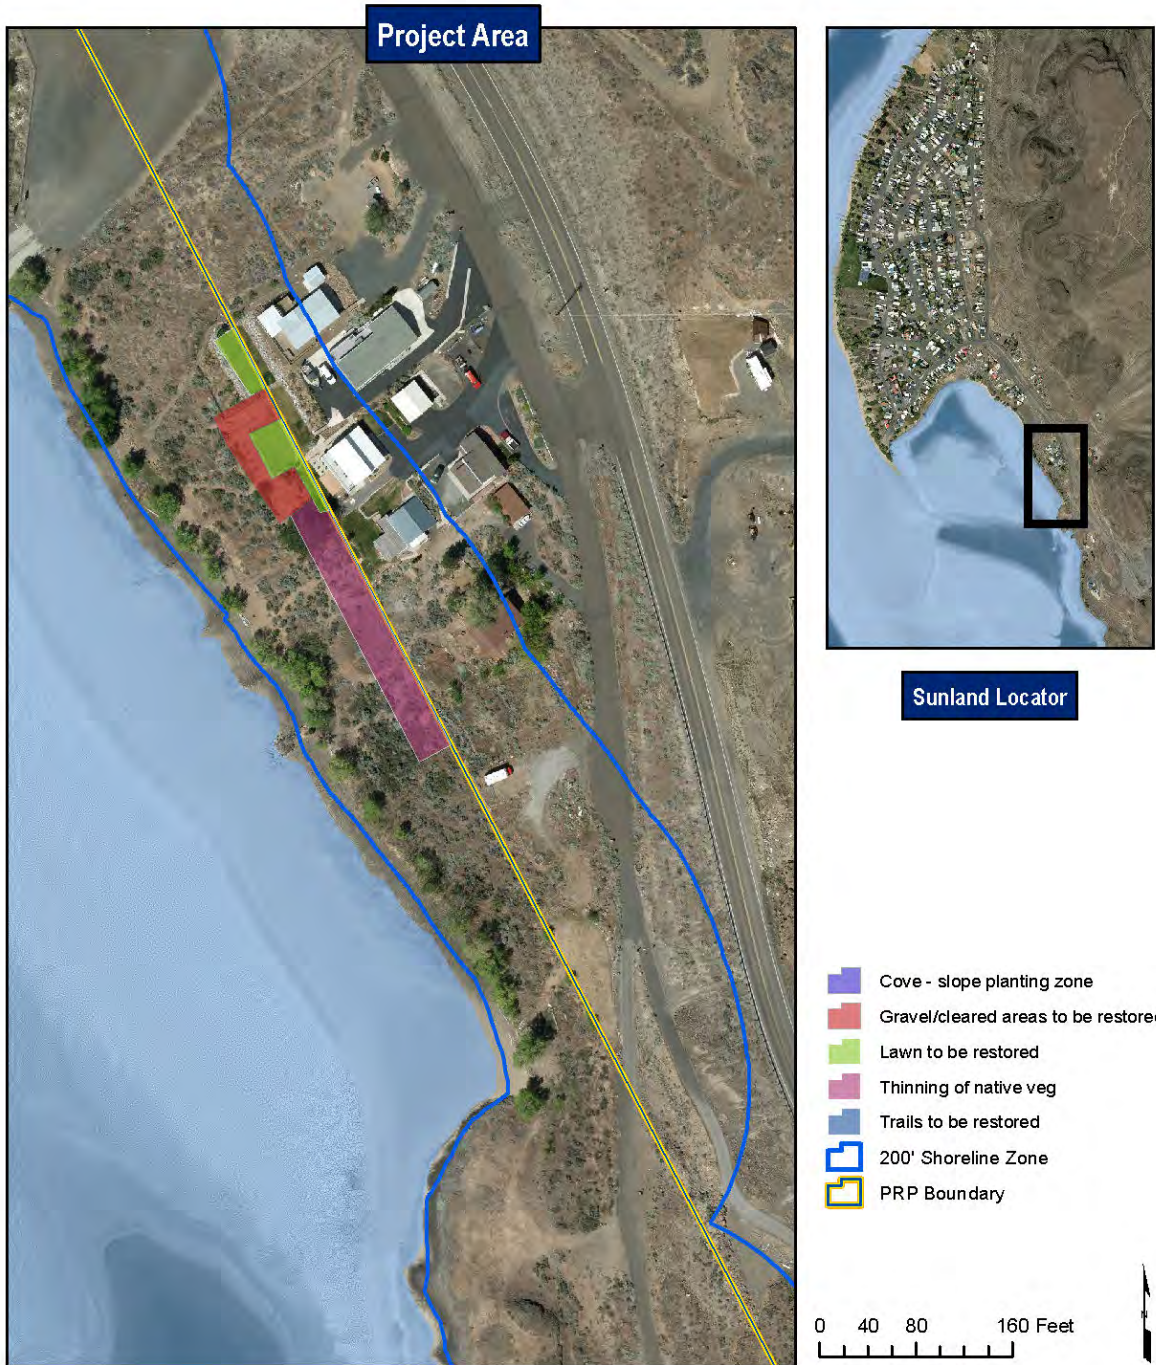 Project Area
Sunland Locator
Cove - slope planting zone
Gravel/cleared areas to be restored
Lawn to be restored
Thinning of native veg
Trails to be restored
200' Shoreline Zone
PRP Boundary
N
0 40 80 160 Feet